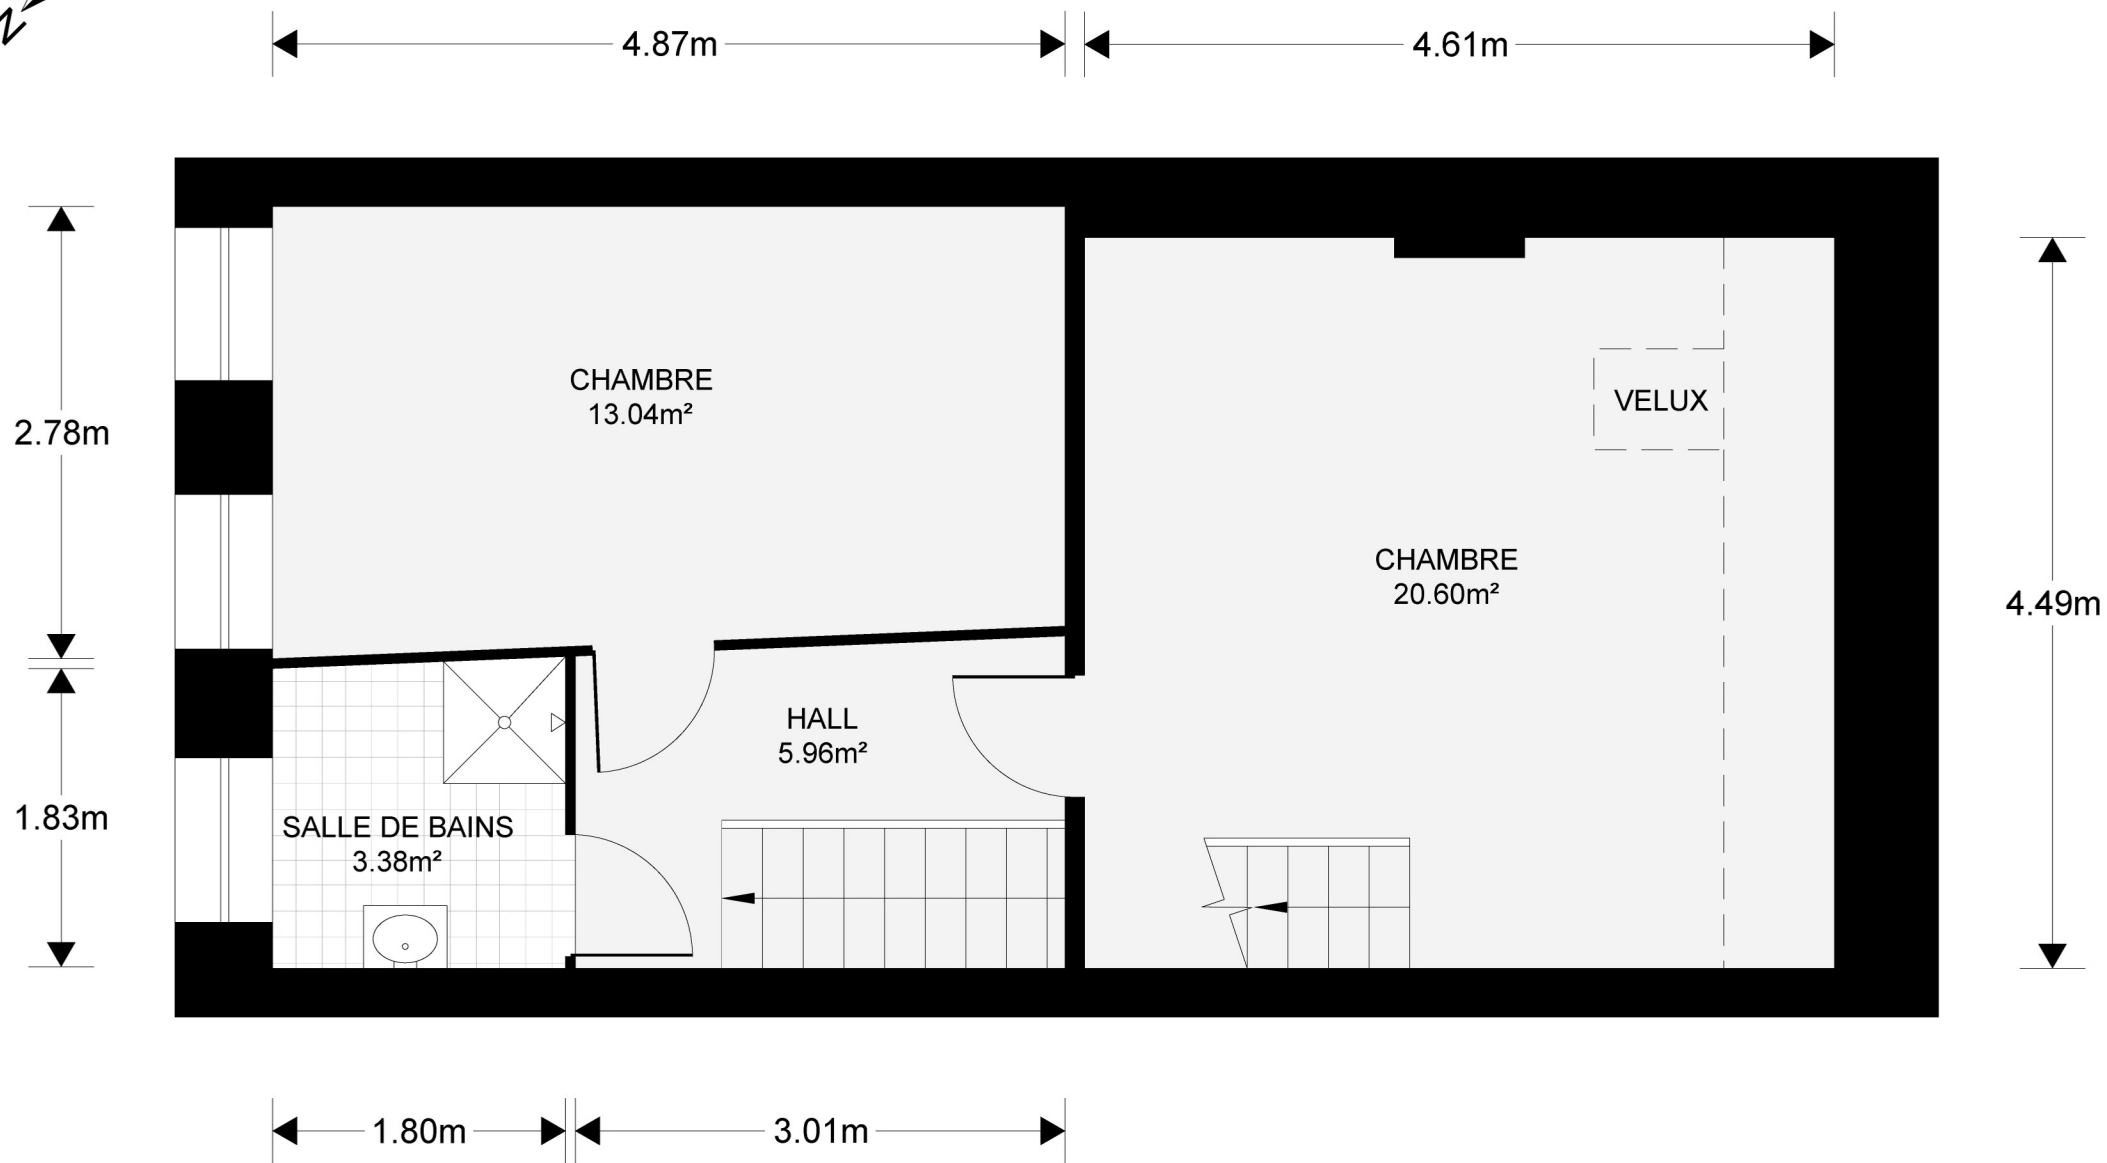 N
4.87m
4.61m
CHAMBRE
13.04m²
VELUX
2.78m
CHAMBRE
20.60m²
4.49m
HALL
5.96m²
1.83m
SALLE DE BAINS
3.38m²
1.80m
3.01m